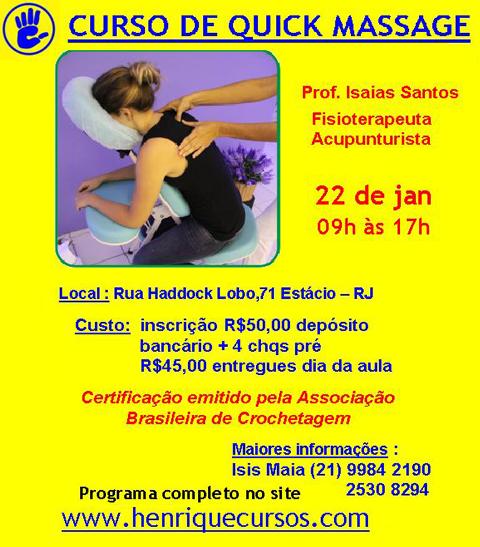 CURSO DE QUICK MASSAGE
Prof. Isaias Santos
Fisioterapeuta
Acupunturista
22 de jan
09h às 17h
Local : Rua Haddock Lobo,71 Estácio – RJ
Custo: inscrição R$50,00 depósito
bancário + 4 chqs pré
R$45,00 entregues dia da aula
Certificação emitido pela Associação
Brasileira de Crochetagem
Maiores informações :
Isis Maia (21) 9984 2190
2530 8294
Programa completo no site
www.henriquecursos.com